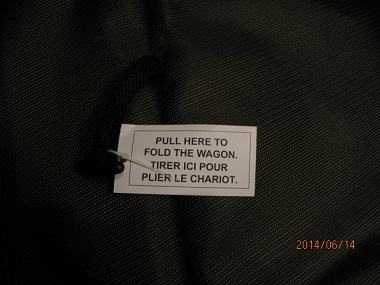 PULL HERE TO
FOLD THE WAGON.
TIRER ICI POUR
PLIER LE CHARIOT.
2014/06/14